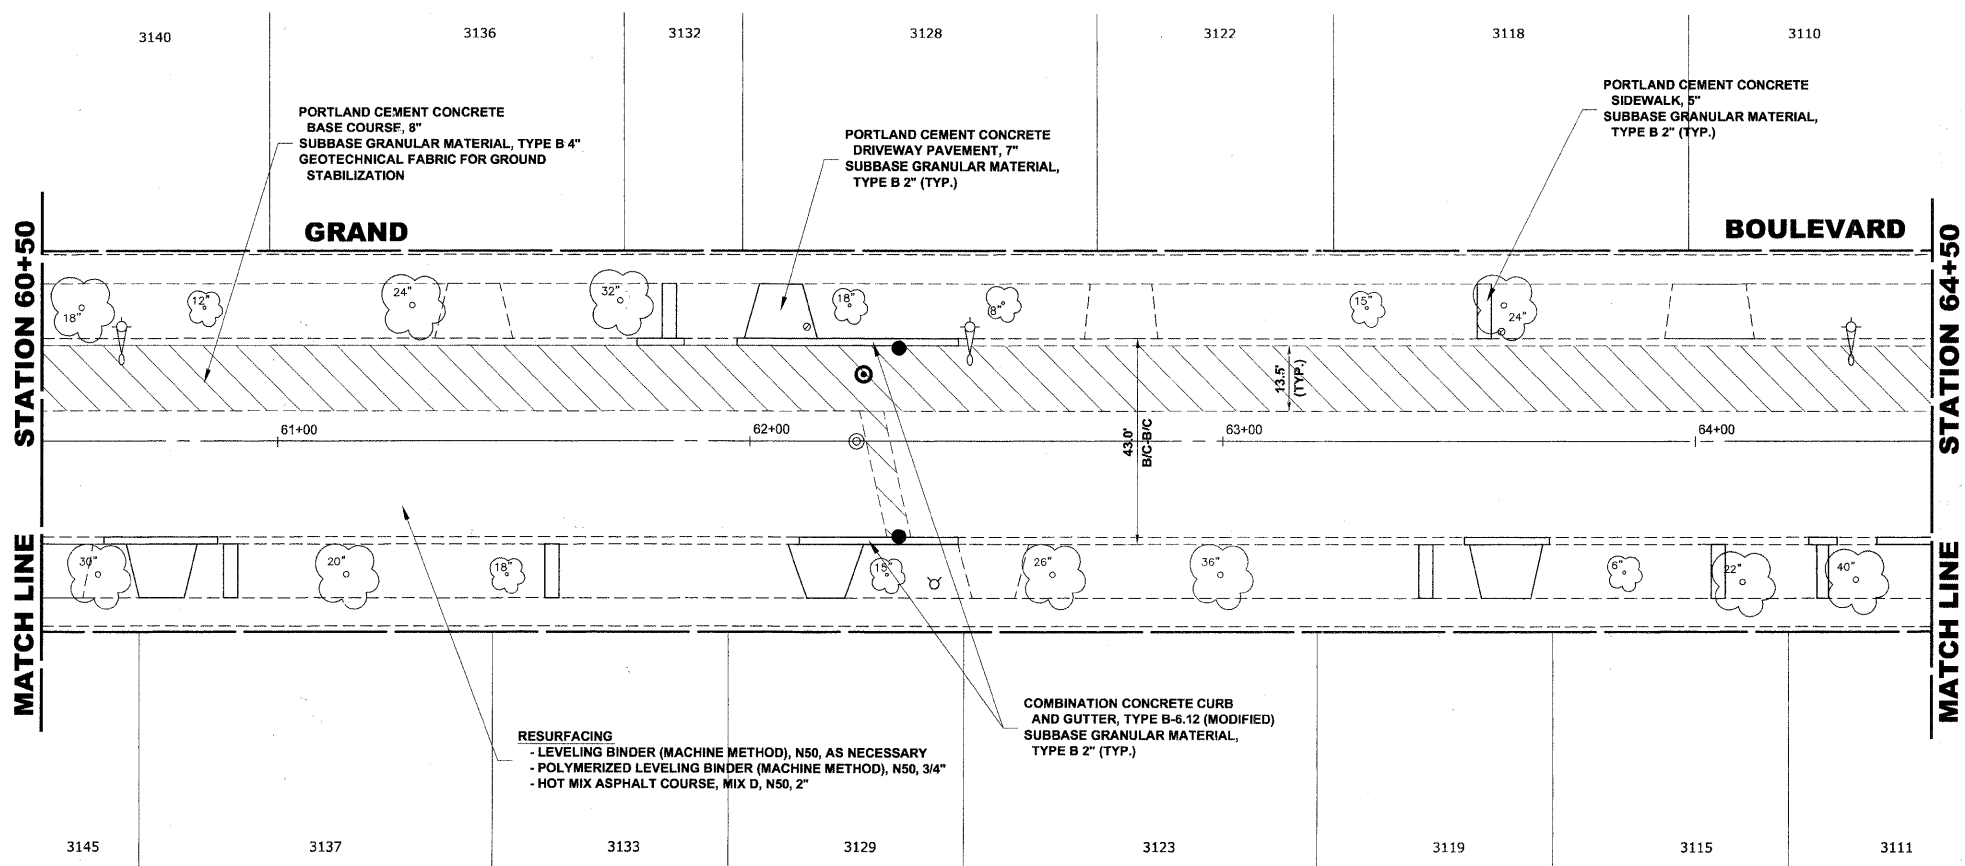 3140
3136
3132
3128
3122
3118
3110
PORTLAND CEMENT CONCRETE
BASE COURSE, 8"
SUBBASE GRANULAR MATERIAL, TYPE B 4"
GEOTECHNICAL FABRIC FOR GROUND
STABILIZATION
PORTLAND CEMENT CONCRETE
DRIVEWAY PAVEMENT, 7"
SUBBASE GRANULAR MATERIAL,
TYPE B 2" (TYP.)
PORTLAND CEMENT CONCRETE
SIDEWALK, 5"
SUBBASE GRANULAR MATERIAL,
TYPE B 2" (TYP.)
GRAND
BOULEVARD
MATCH LINE STATION 60+50
MATCH LINE STATION 64+50
18"
12"
24"
32"
18"
8"
15"
24"
13.5'
(TYP.)
61+00
62+00
63+00
64+00
43.0'
B/C-B/C
30"
20"
18"
15"
26"
36"
6"
22"
40"
COMBINATION CONCRETE CURB
AND GUTTER, TYPE B-6.12 (MODIFIED)
SUBBASE GRANULAR MATERIAL,
TYPE B 2" (TYP.)
RESURFACING
- LEVELING BINDER (MACHINE METHOD), N50, AS NECESSARY
- POLYMERIZED LEVELING BINDER (MACHINE METHOD), N50, 3/4"
- HOT MIX ASPHALT COURSE, MIX D, N50, 2"
3145
3137
3133
3129
3123
3119
3115
3111